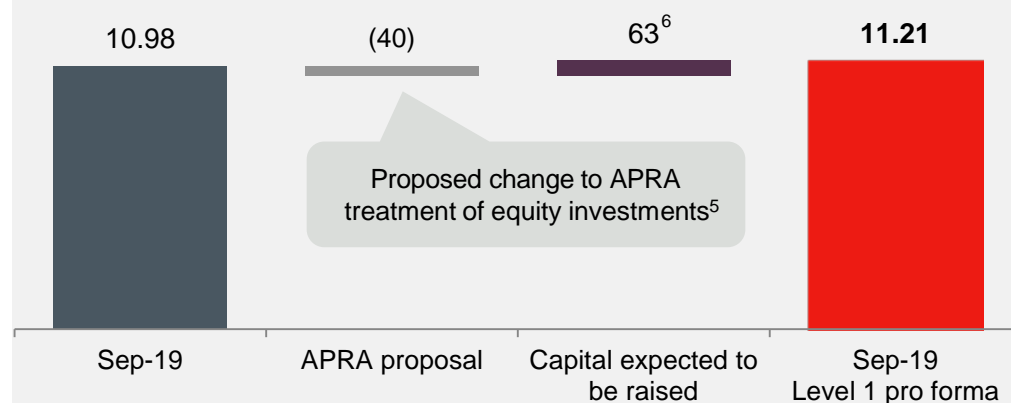 10.98
(40)
63⁶
11.21
Proposed change to APRA
treatment of equity investments⁵
Sep-19
APRA proposal
Capital expected to
be raised
Sep-19
Level 1 pro forma